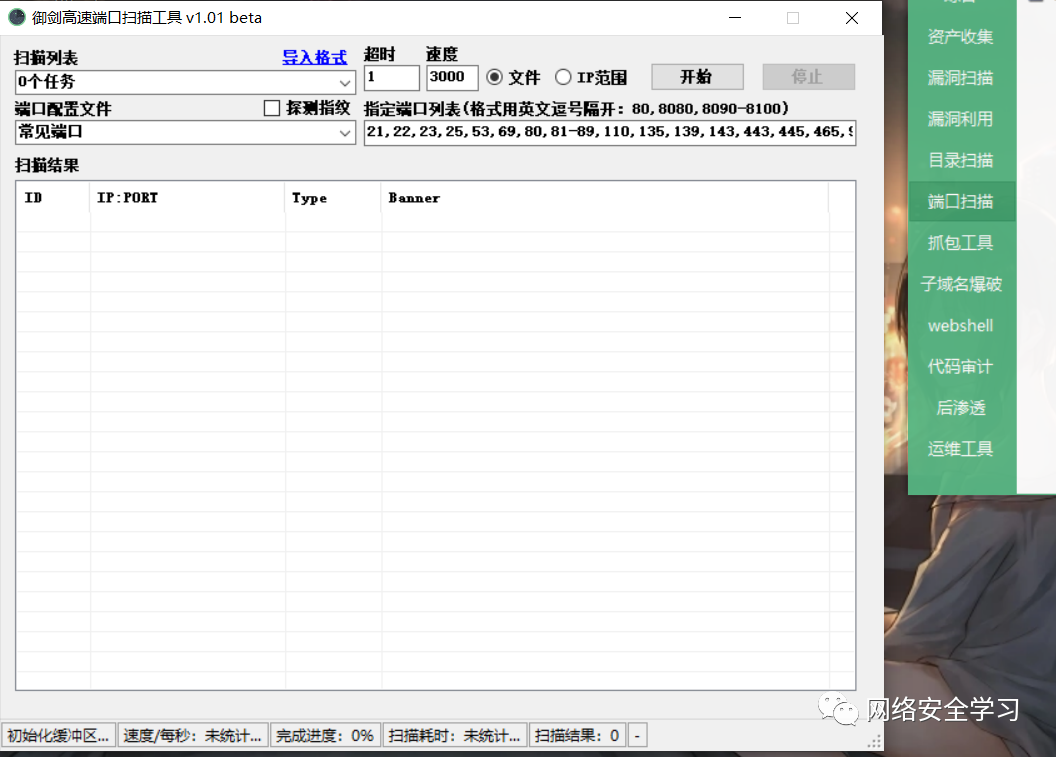 御剑高速端口扫描工具 v1.01 beta
扫描列表
导入格式
超时
速度
0个任务
1
3000
文件
IP范围
开始
停止
端口配置文件
探测指纹
指定端口列表(格式用英文逗号隔开: 80,8080,8090-8100)
常见端口
21,22,23,25,53,69,80,81-89,110,135,139,143,443,445,465,
扫描结果
ID
IP:PORT
Type
Banner
资产收集
漏洞扫描
漏洞利用
目录扫描
端口扫描
抓包工具
子域名爆破
webshell
代码审计
后渗透
运维工具
网络安全学习
初始化缓冲区...
速度/每秒: 未统计...
完成进度: 0%
扫描耗时: 未统计...
扫描结果: 0
-